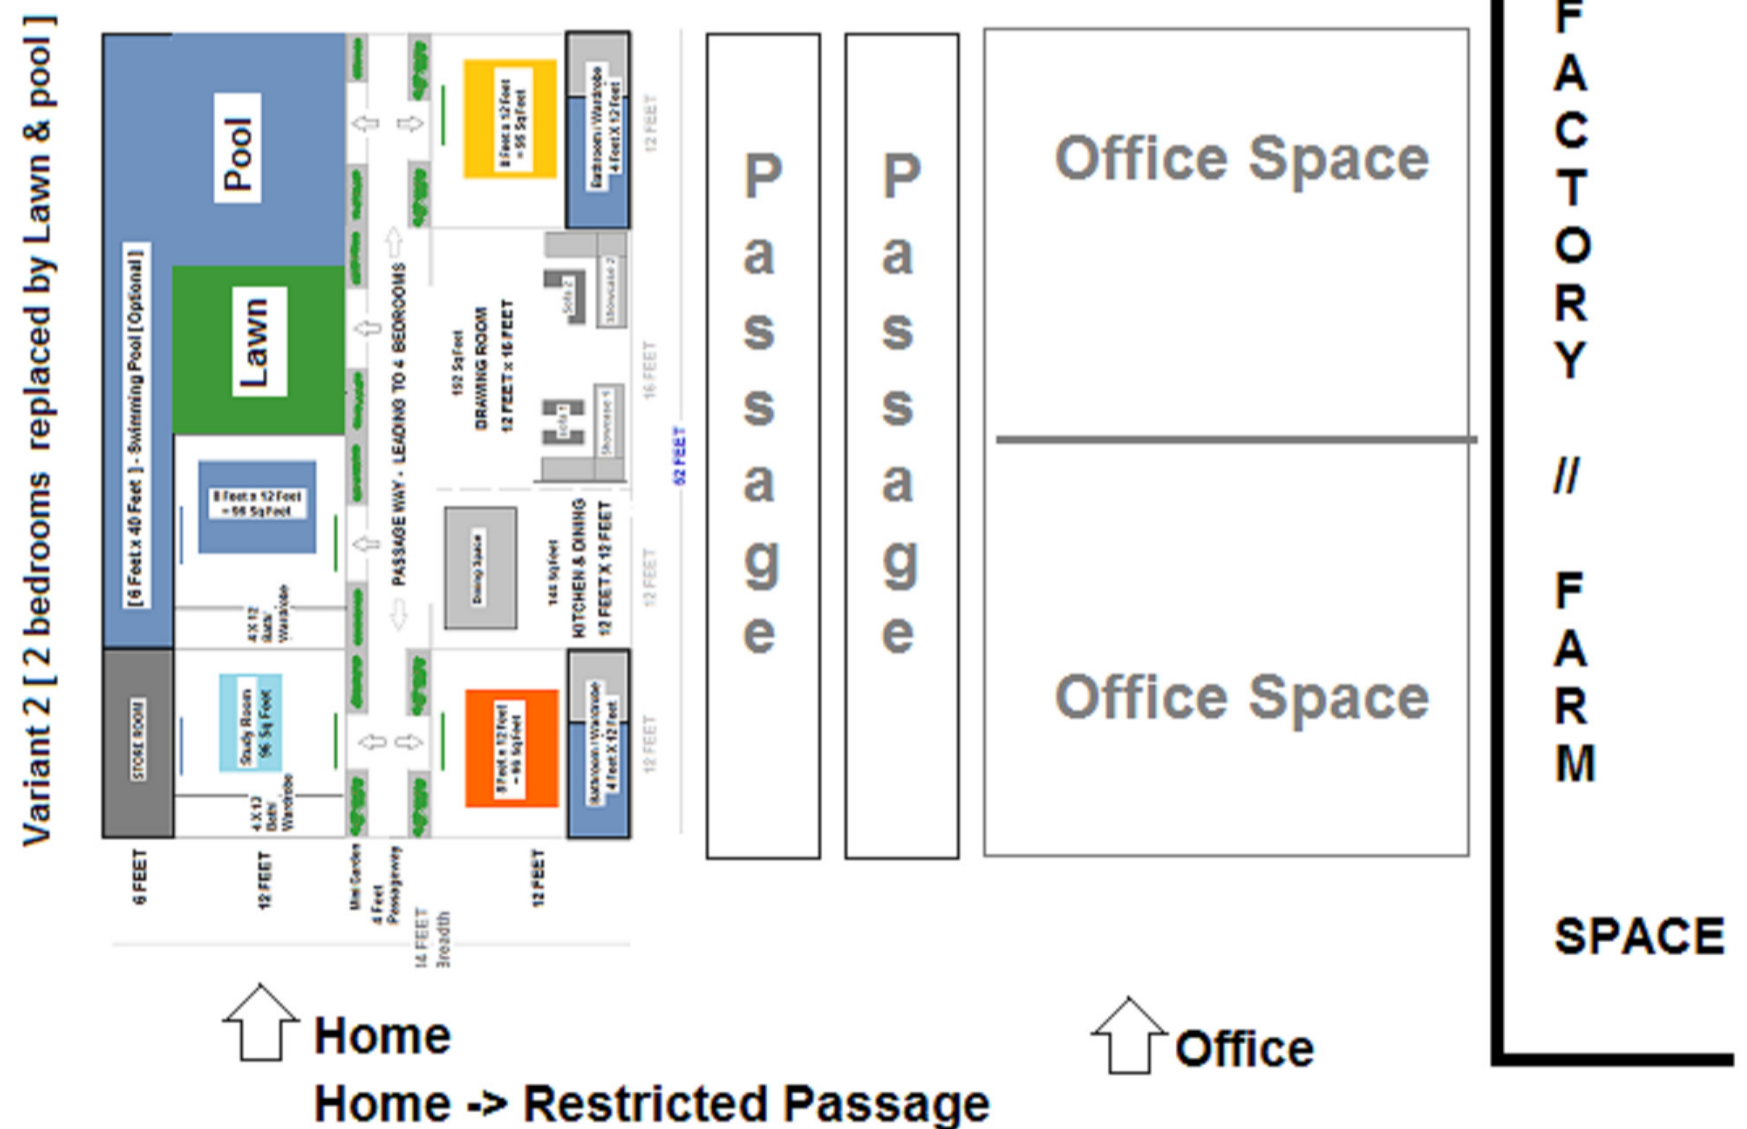 Variant 2 [ 2 bedrooms replaced by Lawn & pool ]
[ 6 Feet x 40 Feet ] - Swimming Pool [ Optional ]
Pool
Lawn
8 Feet x 12 Feet
= 96 Sq Feet
4 X 12
Bath/
Wardrobe
STORE ROOM
Study Room
96 Sq Feet
4 X 12
Bath/
Wardrobe
PASSAGE WAY - LEADING TO 4 BEDROOMS
8 Feet x 12 Feet
= 96 Sq Feet
Bathroom / Wardrobe
4 Feet X 12 Feet
192 Sq Feet
DRAWING ROOM
12 FEET x 16 FEET
Sofa 2
Showcase 2
Sofa 1
Showcase 1
Dining Space
144 Sq Feet
KITCHEN & DINING
12 FEET X 12 FEET
8 Feet x 12 Feet
= 96 Sq Feet
Bathroom / Wardrobe
4 Feet X 12 Feet
12 FEET
16 FEET
12 FEET
12 FEET
52 FEET
6 FEET
12 FEET
Mini Garden
4 Feet
Passageway
12 FEET
FEET
Breadth
Passage
Passage
Office Space
Office Space
FACTORY
//
FARM
SPACE
Home
Home -> Restricted Passage
Office